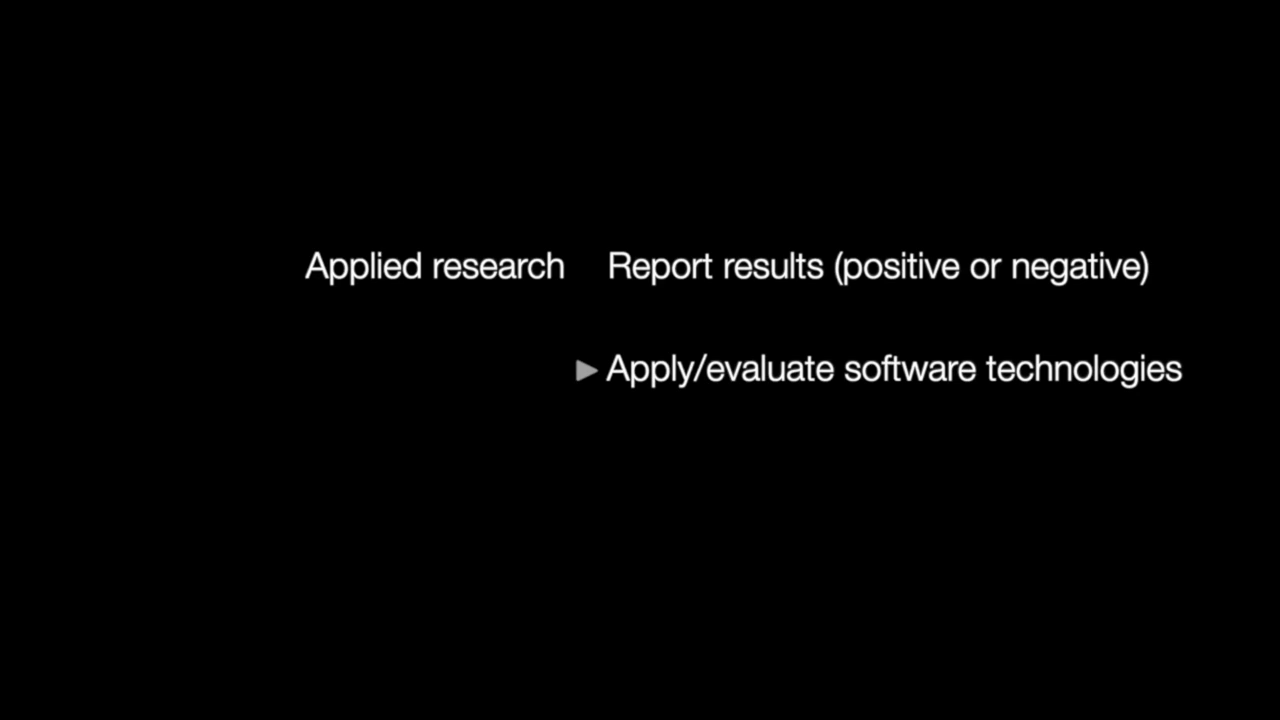 Applied research Report results (positive or negative)
Apply/evaluate software technologies